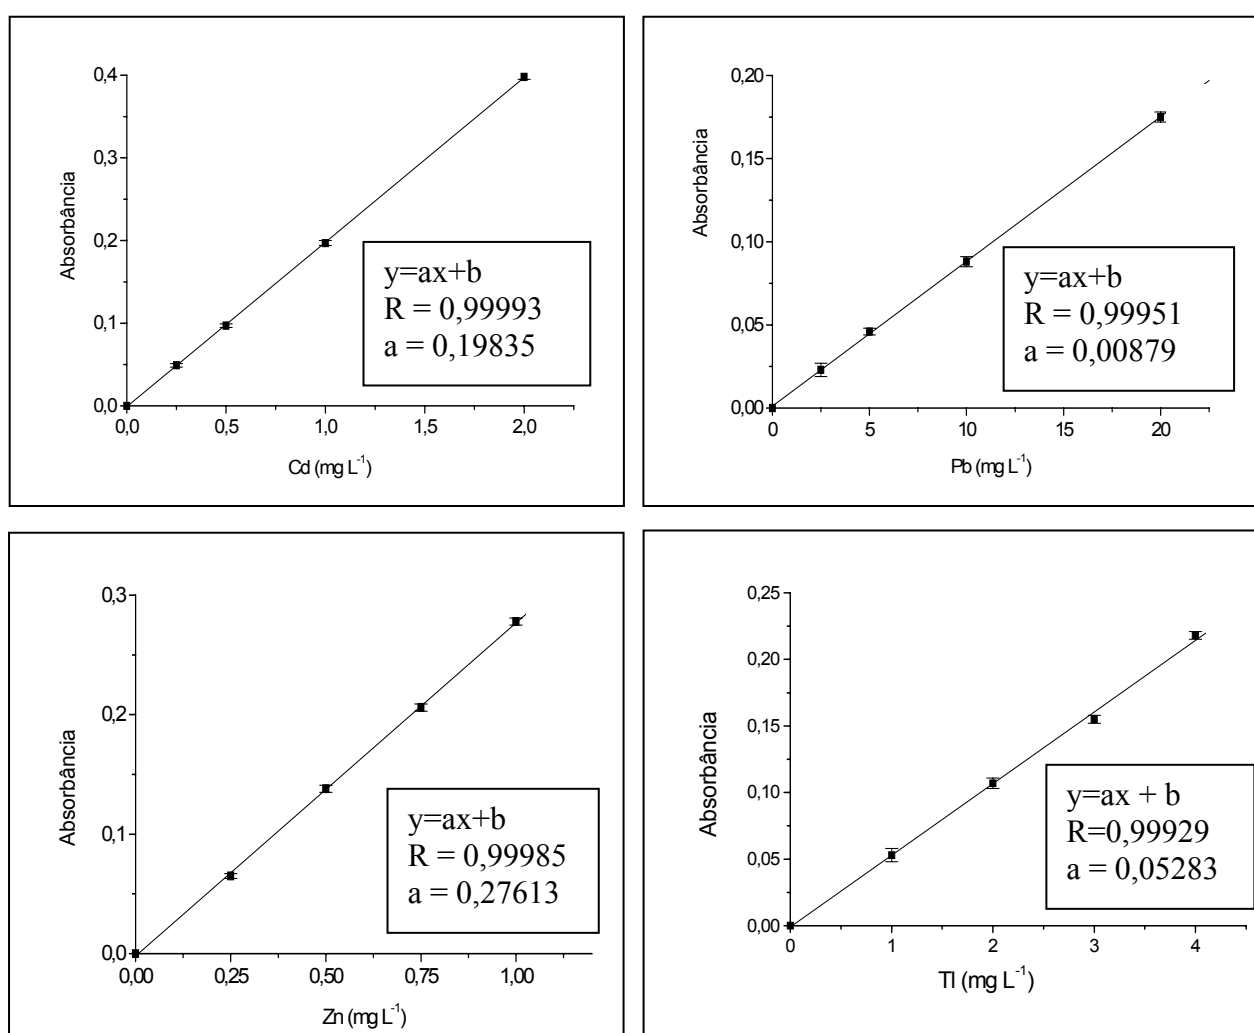 0,4
0,3
0,2
0,1
0,0
Absorbância
y=ax+b
R = 0,99993
a = 0,19835
0,0 0,5 1,0 1,5 2,0
Cd (mg L⁻¹)
0,20
0,15
0,10
0,05
0,00
Absorbância
y=ax+b
R = 0,99951
a = 0,00879
0 5 10 15 20
Pb (mg L⁻¹)
0,3
0,2
0,1
0,0
Absorbância
y=ax+b
R = 0,99985
a = 0,27613
0,00 0,25 0,50 0,75 1,00
Zn (mg L⁻¹)
0,25
0,20
0,15
0,10
0,05
0,00
Absorbância
y=ax + b
R=0,99929
a = 0,05283
0 1 2 3 4
Tl (mg L⁻¹)